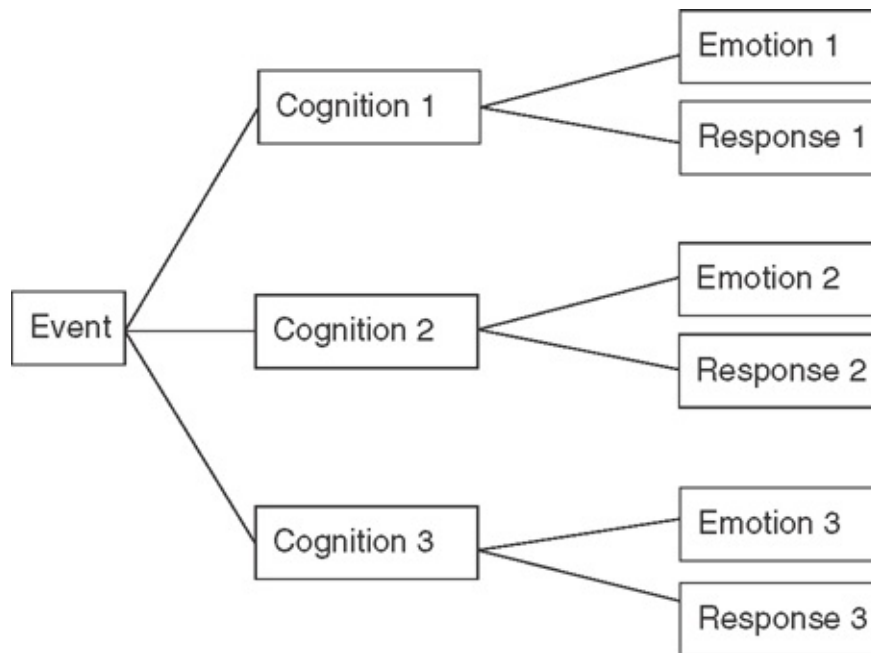 Emotion 1
Cognition 1
Response 1
Emotion 2
Event
Cognition 2
Response 2
Emotion 3
Cognition 3
Response 3